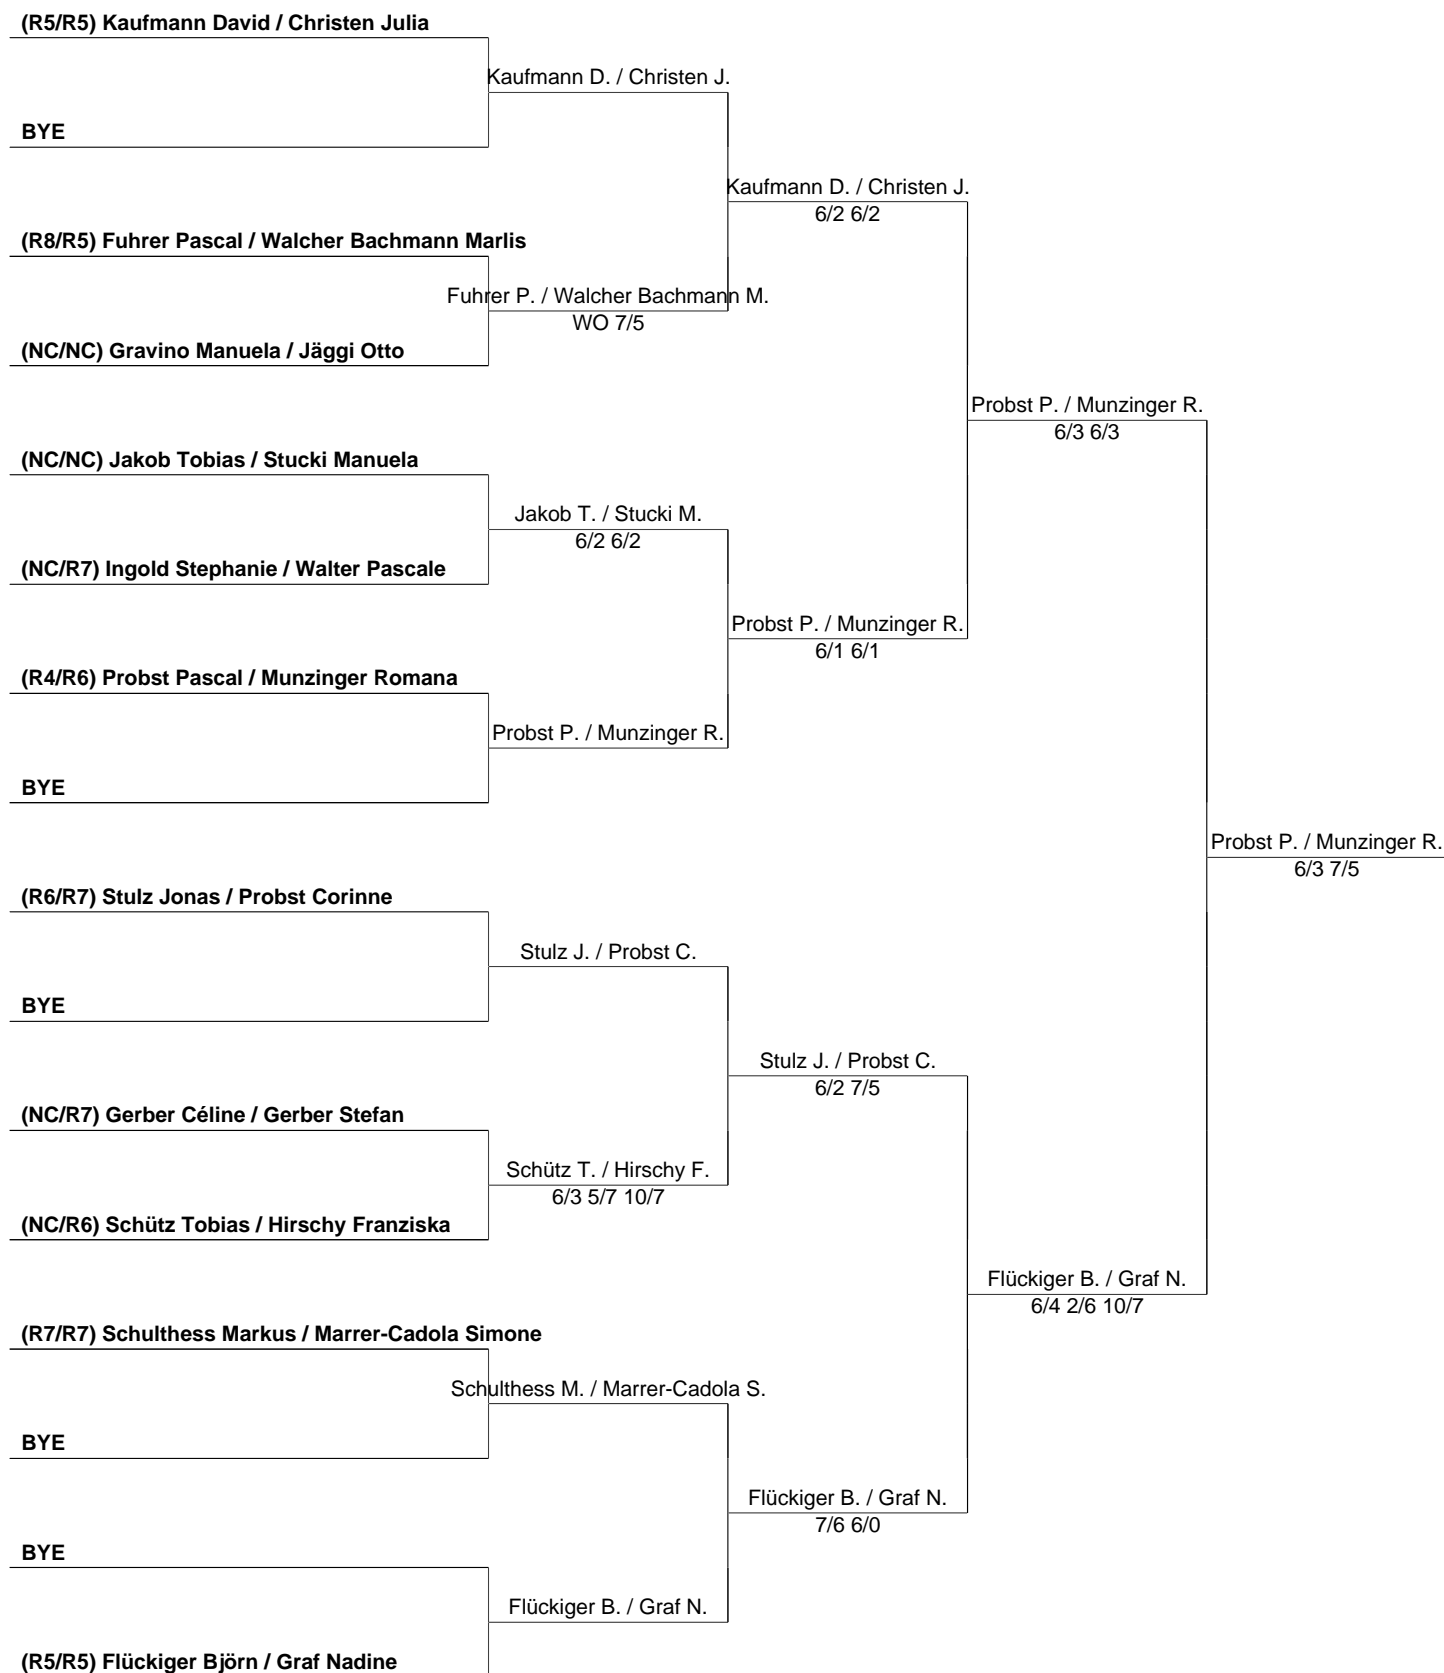 (R5/R5) Kaufmann David / Christen Julia
Kaufmann D. / Christen J.
BYE
Kaufmann D. / Christen J.
6/2 6/2
(R8/R5) Fuhrer Pascal / Walcher Bachmann Marlis
Fuhrer P. / Walcher Bachmann M.
WO 7/5
(NC/NC) Gravino Manuela / Jäggi Otto
Probst P. / Munzinger R.
6/3 6/3
(NC/NC) Jakob Tobias / Stucki Manuela
Jakob T. / Stucki M.
6/2 6/2
(NC/R7) Ingold Stephanie / Walter Pascale
Probst P. / Munzinger R.
6/1 6/1
(R4/R6) Probst Pascal / Munzinger Romana
Probst P. / Munzinger R.
BYE
Probst P. / Munzinger R.
6/3 7/5
(R6/R7) Stulz Jonas / Probst Corinne
Stulz J. / Probst C.
BYE
Stulz J. / Probst C.
6/2 7/5
(NC/R7) Gerber Céline / Gerber Stefan
Schütz T. / Hirschy F.
6/3 5/7 10/7
(NC/R6) Schütz Tobias / Hirschy Franziska
Flückiger B. / Graf N.
6/4 2/6 10/7
(R7/R7) Schulthess Markus / Marrer-Cadola Simone
Schulthess M. / Marrer-Cadola S.
BYE
Flückiger B. / Graf N.
7/6 6/0
BYE
Flückiger B. / Graf N.
(R5/R5) Flückiger Björn / Graf Nadine